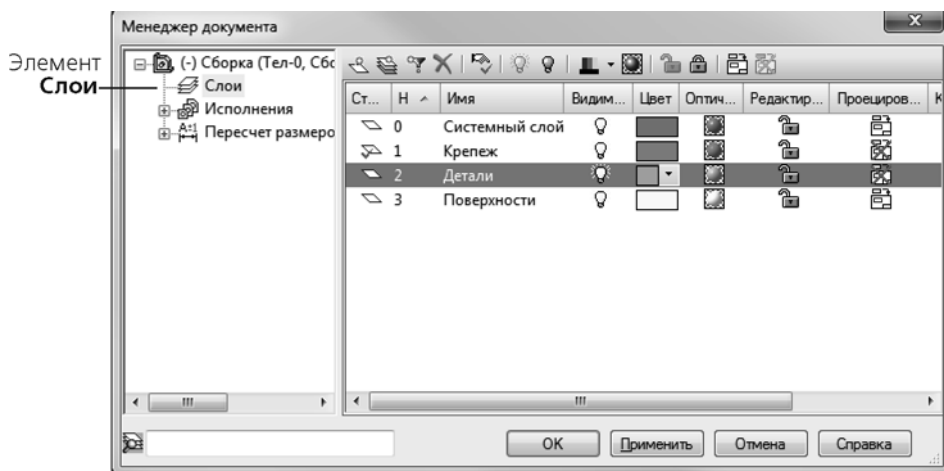 Менеджер документа
Элемент
Слои
(-) Сборка (Тел-0, Сбо
Слои
Исполнения
Пересчет размеро
Ст... Н Имя Видим... Цвет Оптич... Редактир... Проециров... К
0 Системный слой
1 Крепеж
2 Детали
3 Поверхности
ОК Применить Отмена Справка